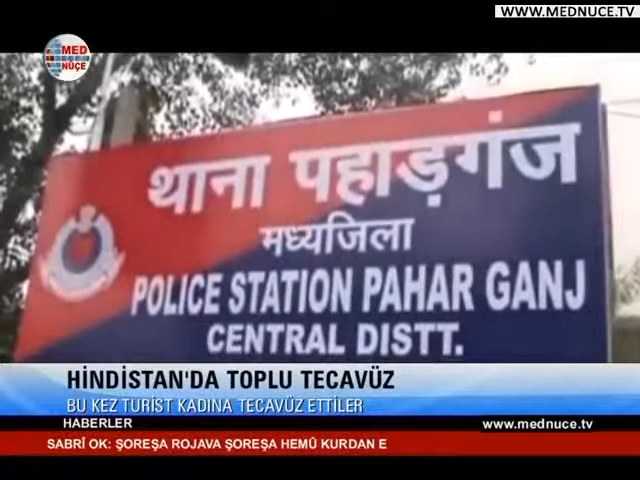 WWW.MEDNUCE.TV
MED
NUÇE
थाना पहाड़गंज
मध्यजिला
POLICE STATION PAHAR GANJ
CENTRAL DISTT.
HİNDİSTAN'DA TOPLU TECAVÜZ
BU KEZ TURİST KADINA TECAVÜZ ETTİLER
HABERLER
www.mednuce.tv
SABRÎ OK: ŞOREŞA ROJAVA ŞOREŞA HEMÛ KURDAN E